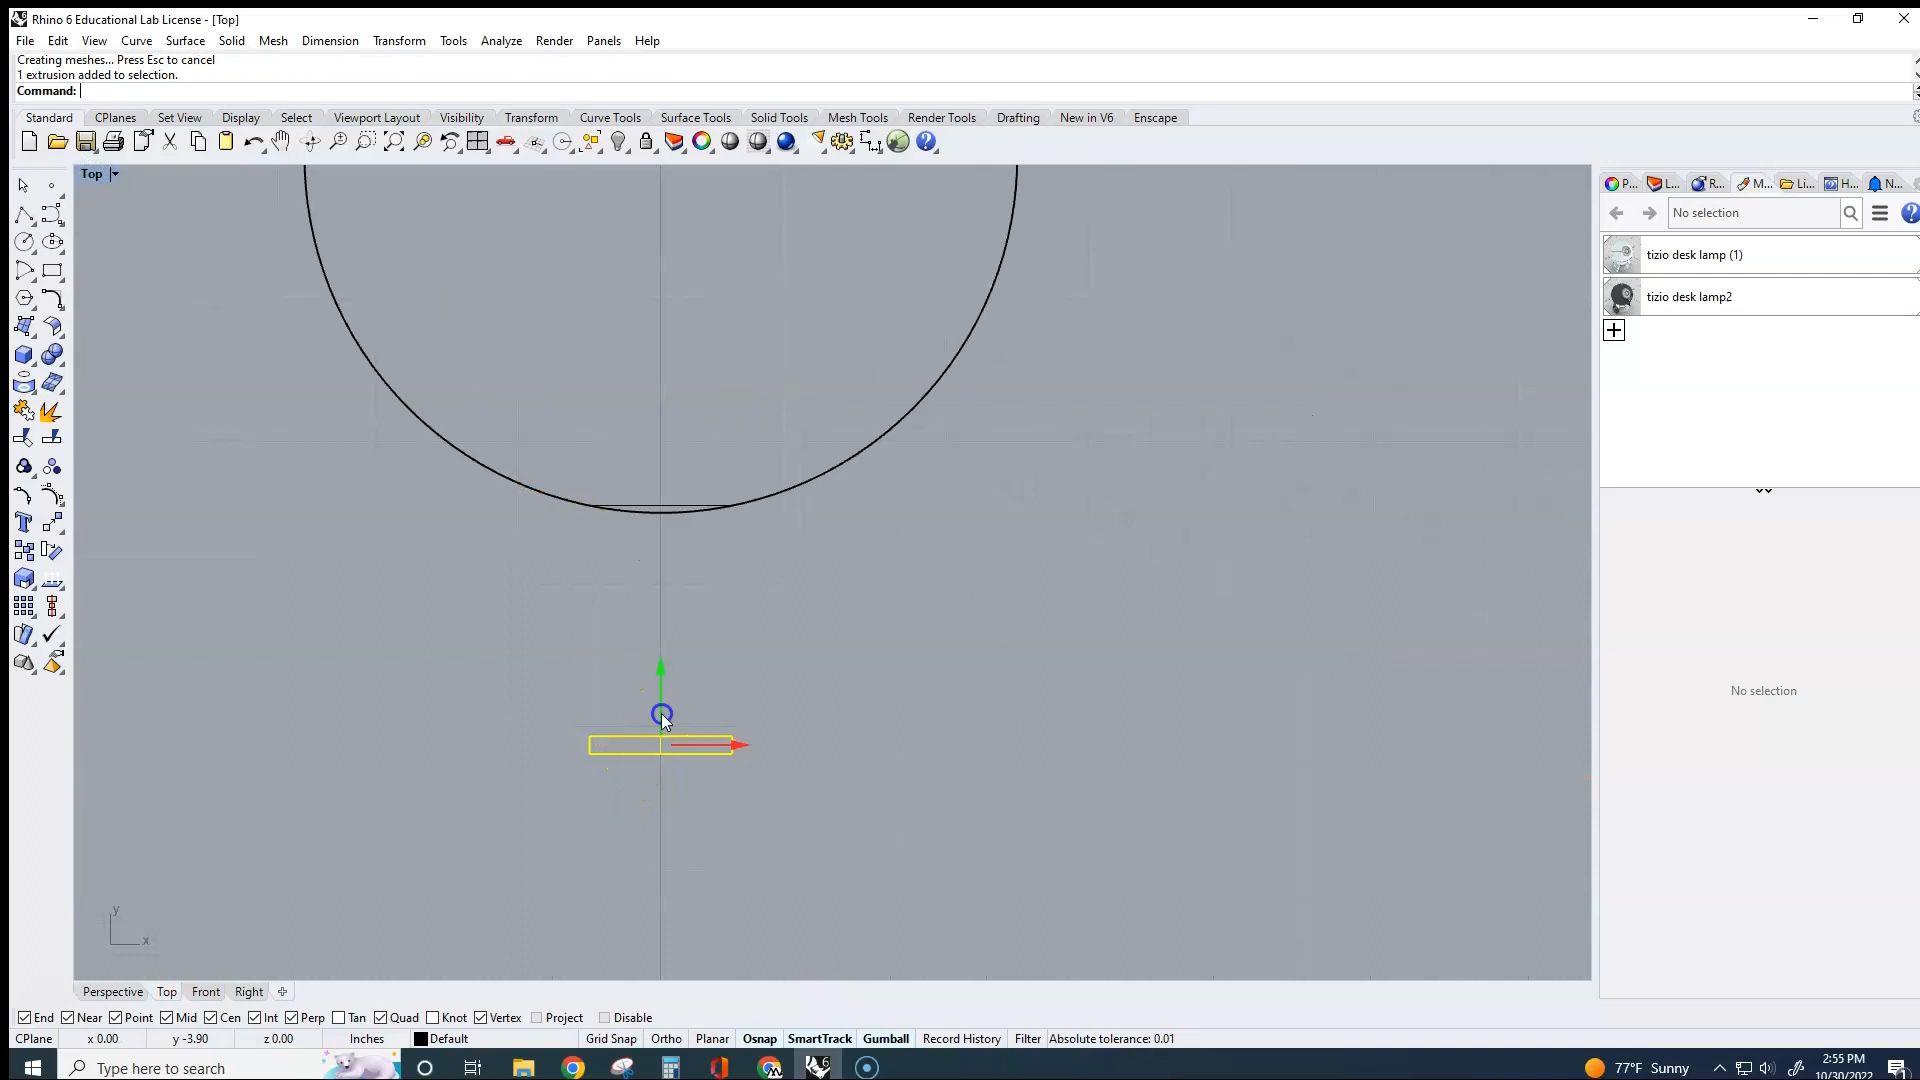 Rhino 6 Educational Lab License - [Top]
File Edit View Curve Surface Solid Mesh Dimension Transform Tools Analyze Render Panels Help
Creating meshes... Press Esc to cancel
1 extrusion added to selection.
Command:
Standard CPlanes Set View Display Select Viewport Layout Visibility Transform Curve Tools Surface Tools Solid Tools Mesh Tools Render Tools Drafting New in V6 Enscape
Top
P... L... R... M... Li... H... N...
No selection
tizio desk lamp (1)
tizio desk lamp2
No selection
y
x
Perspective Top Front Right
End Near Point Mid Cen Int Perp Tan Quad Knot Vertex Project Disable
CPlane x 0.00 y -3.90 z 0.00 Inches Default Grid Snap Ortho Planar Osnap SmartTrack Gumball Record History Filter Absolute tolerance: 0.01
Type here to search
77°F Sunny
2:55 PM
10/30/2022